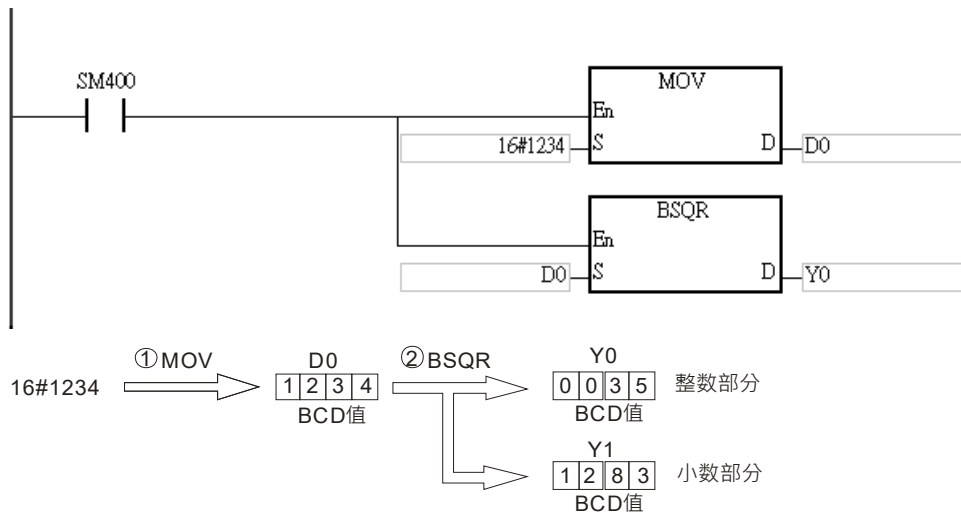 SM400
MOV
En
16#1234 S D D0
BSQR
En
D0 S D Y0
16#1234
①MOV
D0
1 2 3 4
BCD值
②BSQR
Y0
0 0 3 5
整数部分
BCD值
Y1
1 2 8 3
小数部分
BCD值